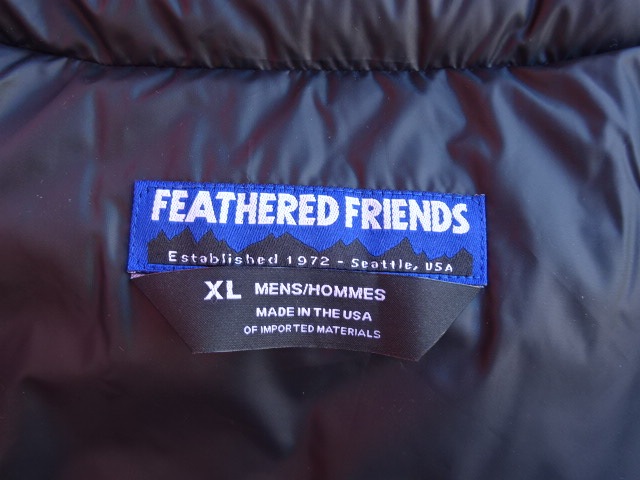 FEATHERED FRIENDS
Established 1972 - Seattle, USA
XL MENS/HOMMES
MADE IN THE USA
OF IMPORTED MATERIALS